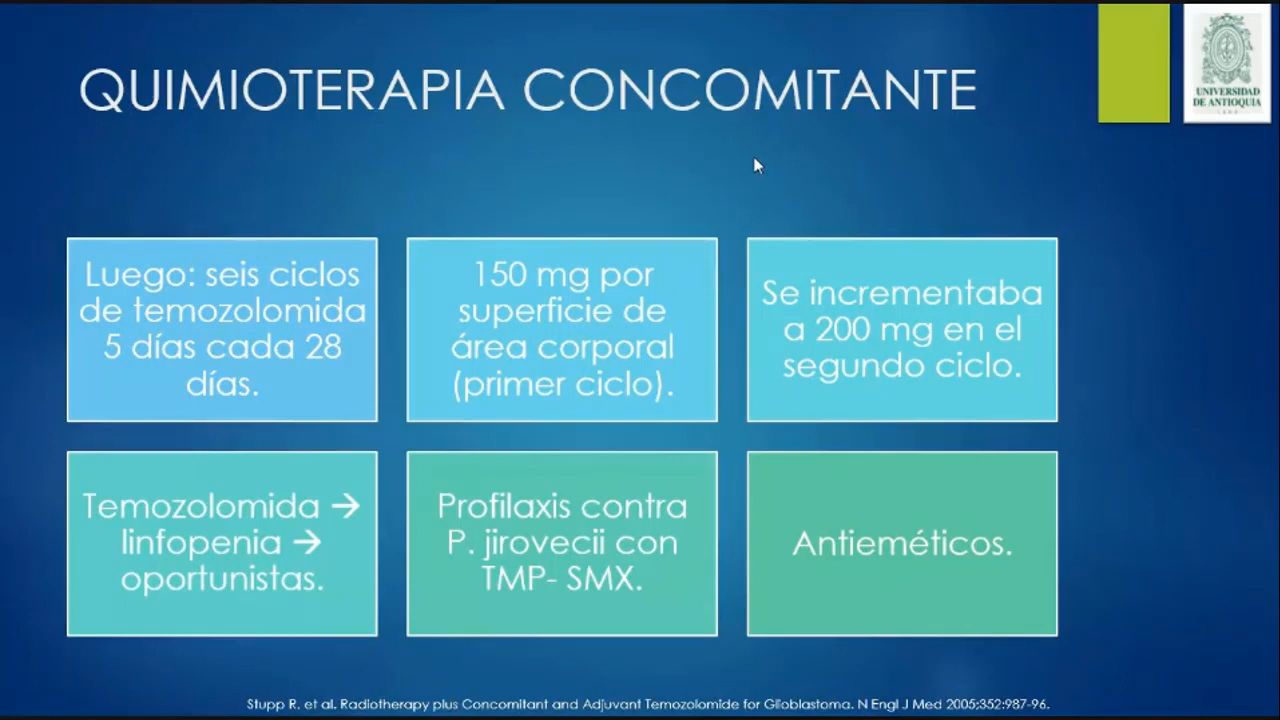 QUIMIOTERAPIA CONCOMITANTE
UNIVERSIDAD
DE ANTIOQUIA
Luego: seis ciclos
de temozolomida
5 días cada 28
días.
150 mg por
superficie de
área corporal
(primer ciclo).
Se incrementaba
a 200 mg en el
segundo ciclo.
Temozolomida →
linfopenia →
oportunistas.
Profilaxis contra
P. jirovecii con
TMP- SMX.
Antieméticos.
Stupp R, et al. Radiotherapy plus Concomitant and Adjuvant Temozolomide for Glioblastoma. N Engl J Med 2005;352:987-96.